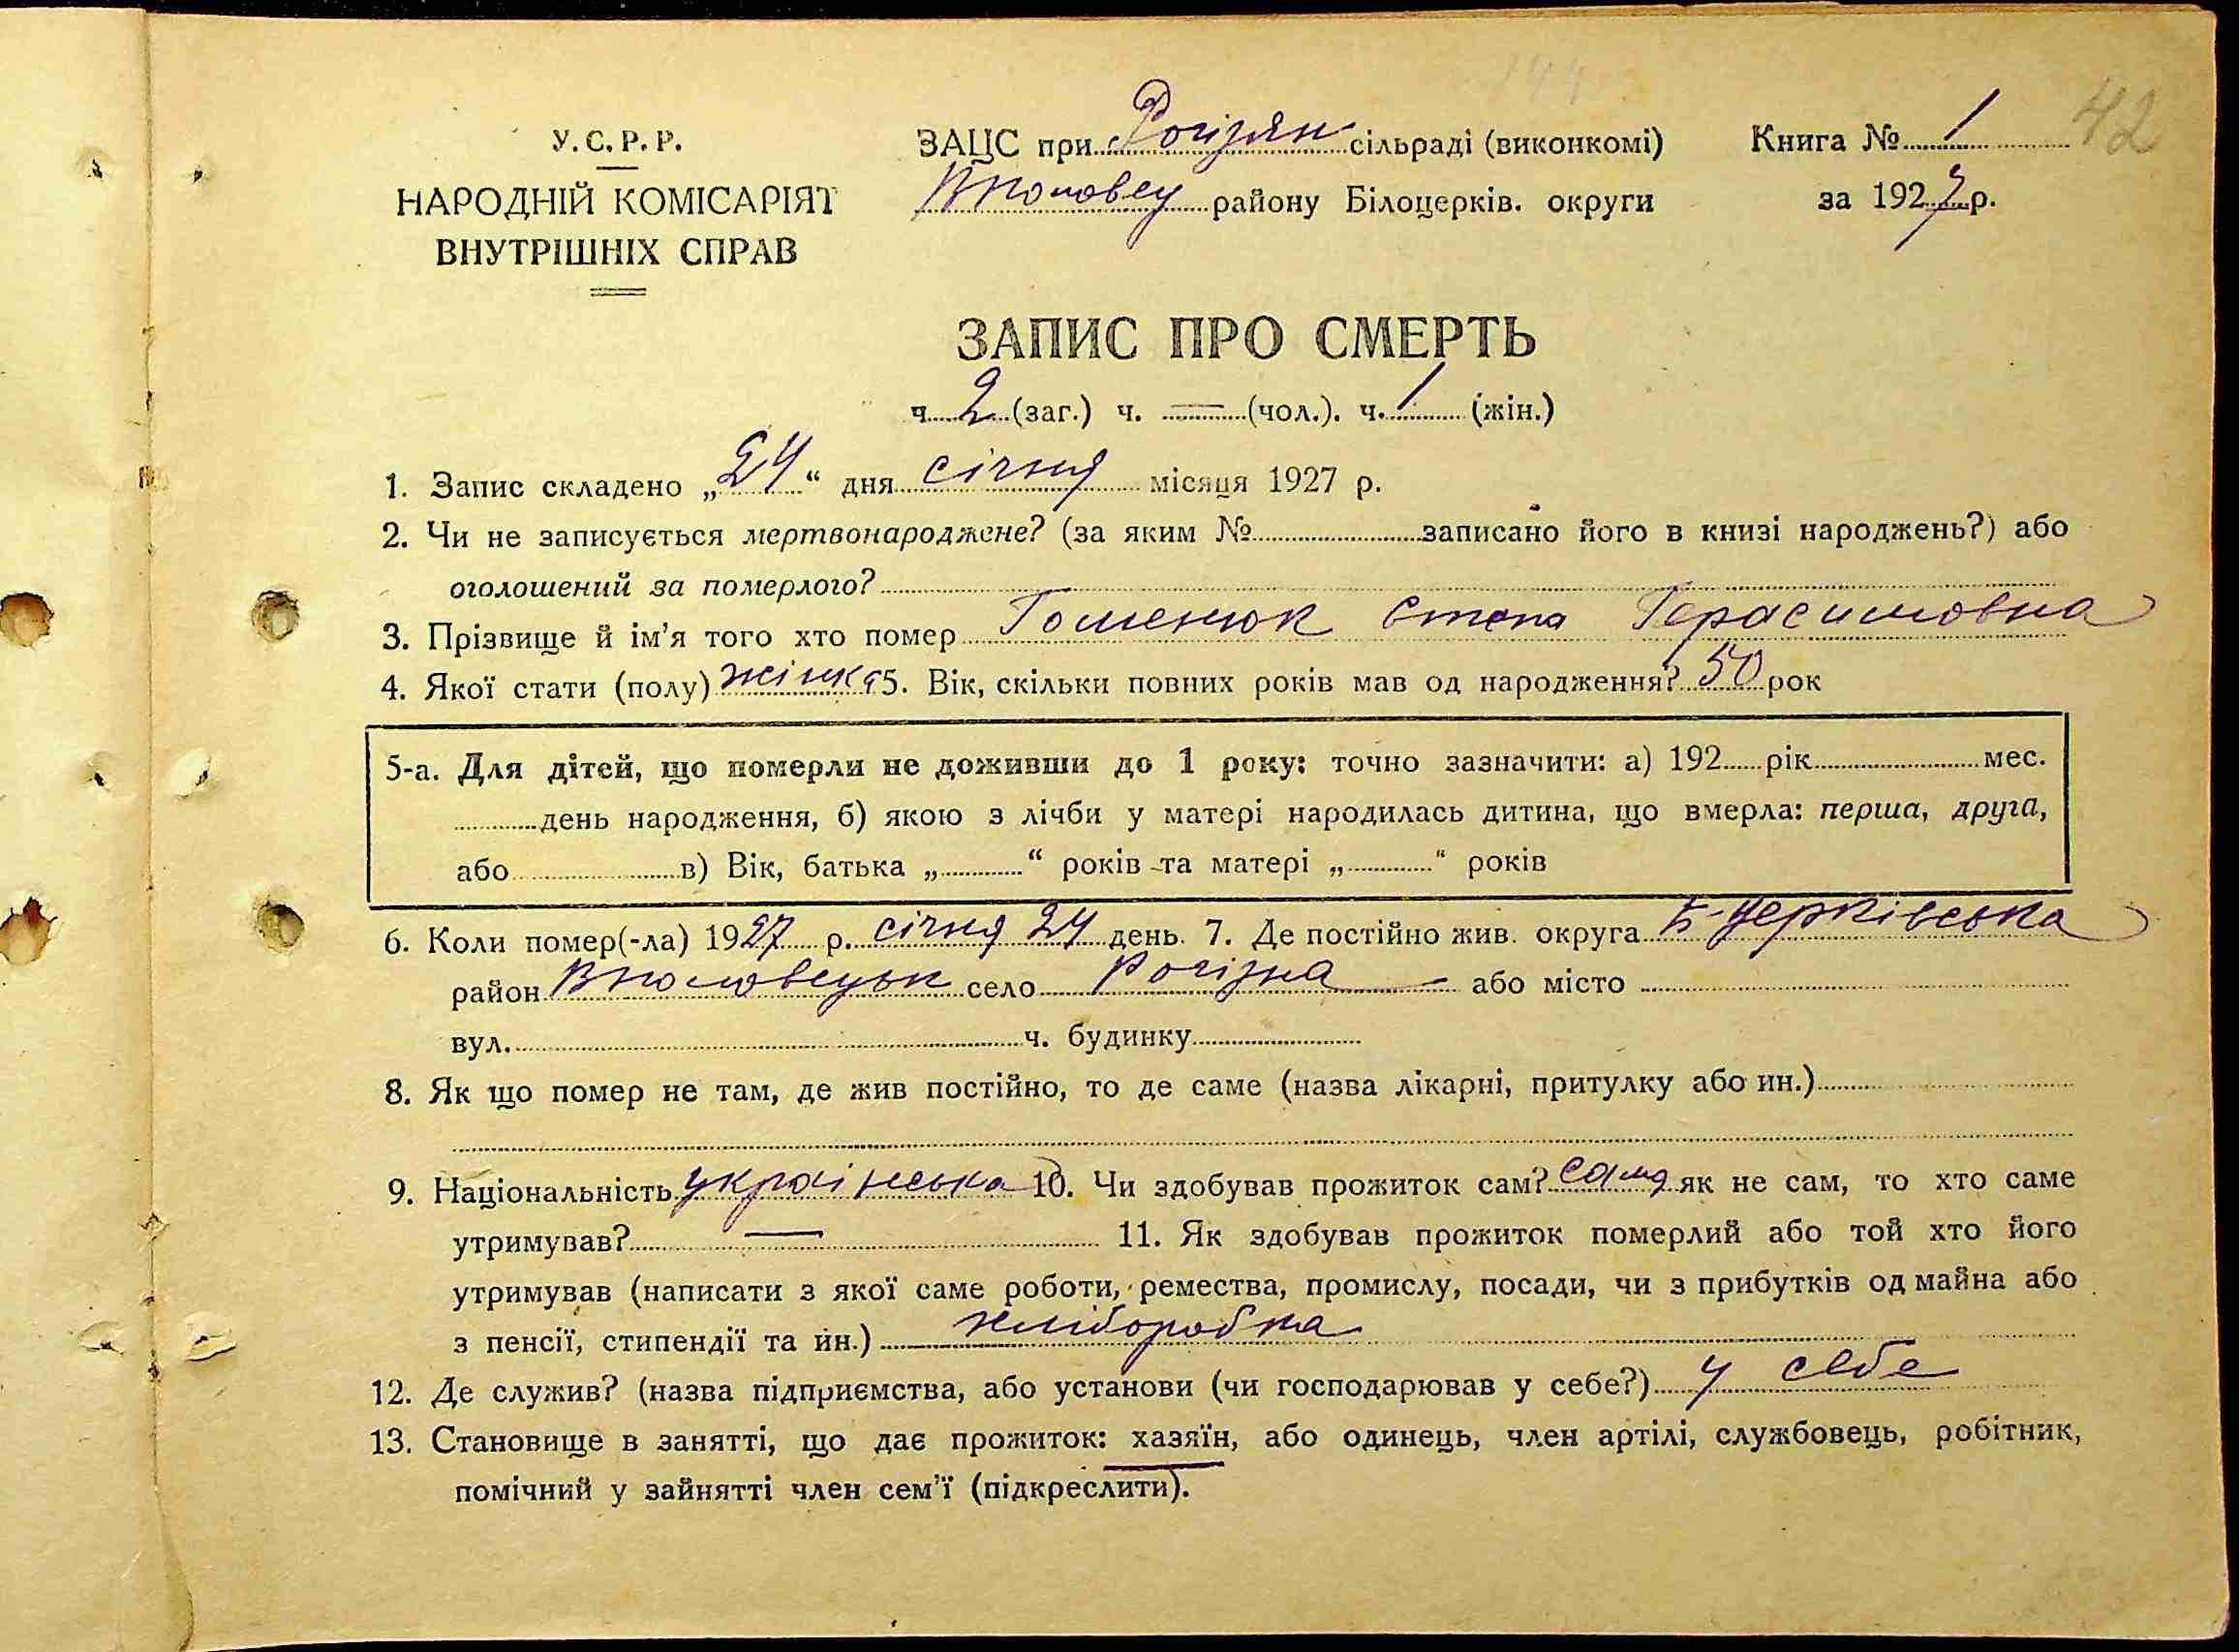 144
42
У. С. Р. Р.
НАРОДНІЙ КОМІСАРІЯТ
ВНУТРІШНІХ СПРАВ
ЗАЦС при Рогізян сільраді (виконкомі)
Книга № 1
району Білоцерків. округи
за 1927 р.
ЗАПИС ПРО СМЕРТЬ
ч. 2 (заг.) ч. — (чол.). ч. 1 (жін.)
1. Запис складено „24“ дня січня місяця 1927 р.
2. Чи не записується мертвонароджене? (за яким № записано його в книзі народжень?) або
оголошений за померлого?
3. Прізвище й ім’я того хто помер Гоменюк Степа Герасимовна
4. Якої стати (полу) жінка 5. Вік, скільки повних років мав од народження? 50 рок
5-а. Для дітей, що померли не доживши до 1 року: точно зазначити: а) 192 рік мес.
день народження, б) якою з лічби у матері народилась дитина, що вмерла: перша, друга,
або в) Вік, батька „ “ років та матері „ “ років
6. Коли помер(-ла) 1927 р. січня 24 день. 7. Де постійно жив. округа Б-Церківська
район село Рогізна або місто
вул. ч. будинку
8. Як що помер не там, де жив постійно, то де саме (назва лікарні, притулку або ин.)
9. Національність українська 10. Чи здобував прожиток сам? сама як не сам, то хто саме
утримував? — 11. Як здобував прожиток померлий або той хто його
утримував (написати з якої саме роботи, ремества, промислу, посади, чи з прибутків од майна або
з пенсії, стипендії та ин.) хліборобка
12. Де служив? (назва підприємства, або установи (чи господарював у себе?) у себе
13. Становище в занятті, що дає прожиток: хазяїн, або одинець, член артілі, службовець, робітник,
помічний у зайнятті член сем’ї (підкреслити).